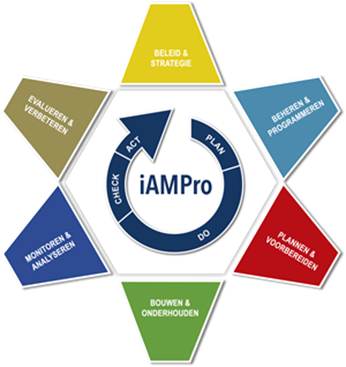 BELEID &
STRATEGIE
BEHEREN &
PROGRAMMEREN
PLANNEN &
VOORBEREIDEN
BOUWEN &
ONDERHOUDEN
MONITOREN &
ANALYSEREN
EVALUEREN &
VERBETEREN
PLAN
DO
CHECK
ACT
iAMPro